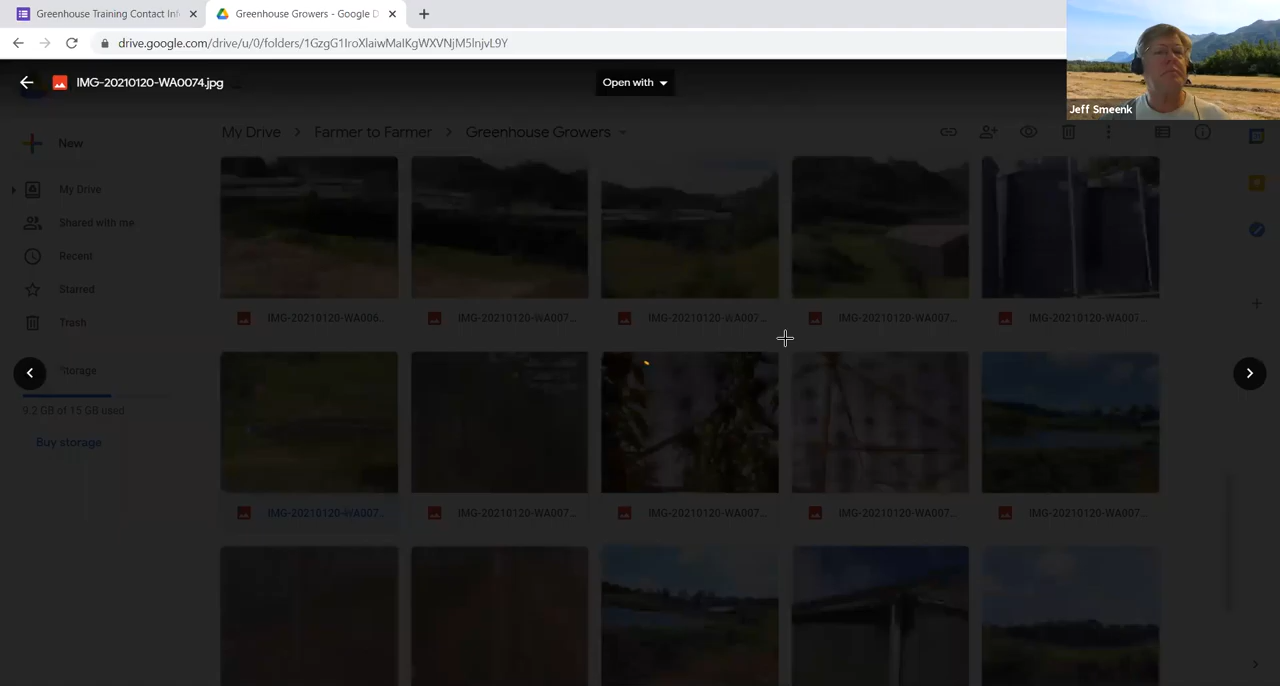 Greenhouse Training Contact Inf
Greenhouse Growers - Google D
drive.google.com/drive/u/0/folders/1GzgG1IroXlaiwMaIKgWXVNjM5lnjvL9Y
IMG-20210120-WA0074.jpg
Open with
Jeff Smeenk
My Drive > Farmer to Farmer > Greenhouse Growers
New
My Drive
Shared with me
Recent
Starred
Trash
Storage
9.2 GB of 15 GB used
Buy storage
IMG-20210120-WA006...
IMG-20210120-WA007...
IMG-20210120-WA007...
IMG-20210120-WA007...
IMG-20210120-WA007...
IMG-20210120-WA007...
IMG-20210120-WA007...
IMG-20210120-WA007...
IMG-20210120-WA007...
IMG-20210120-WA007...